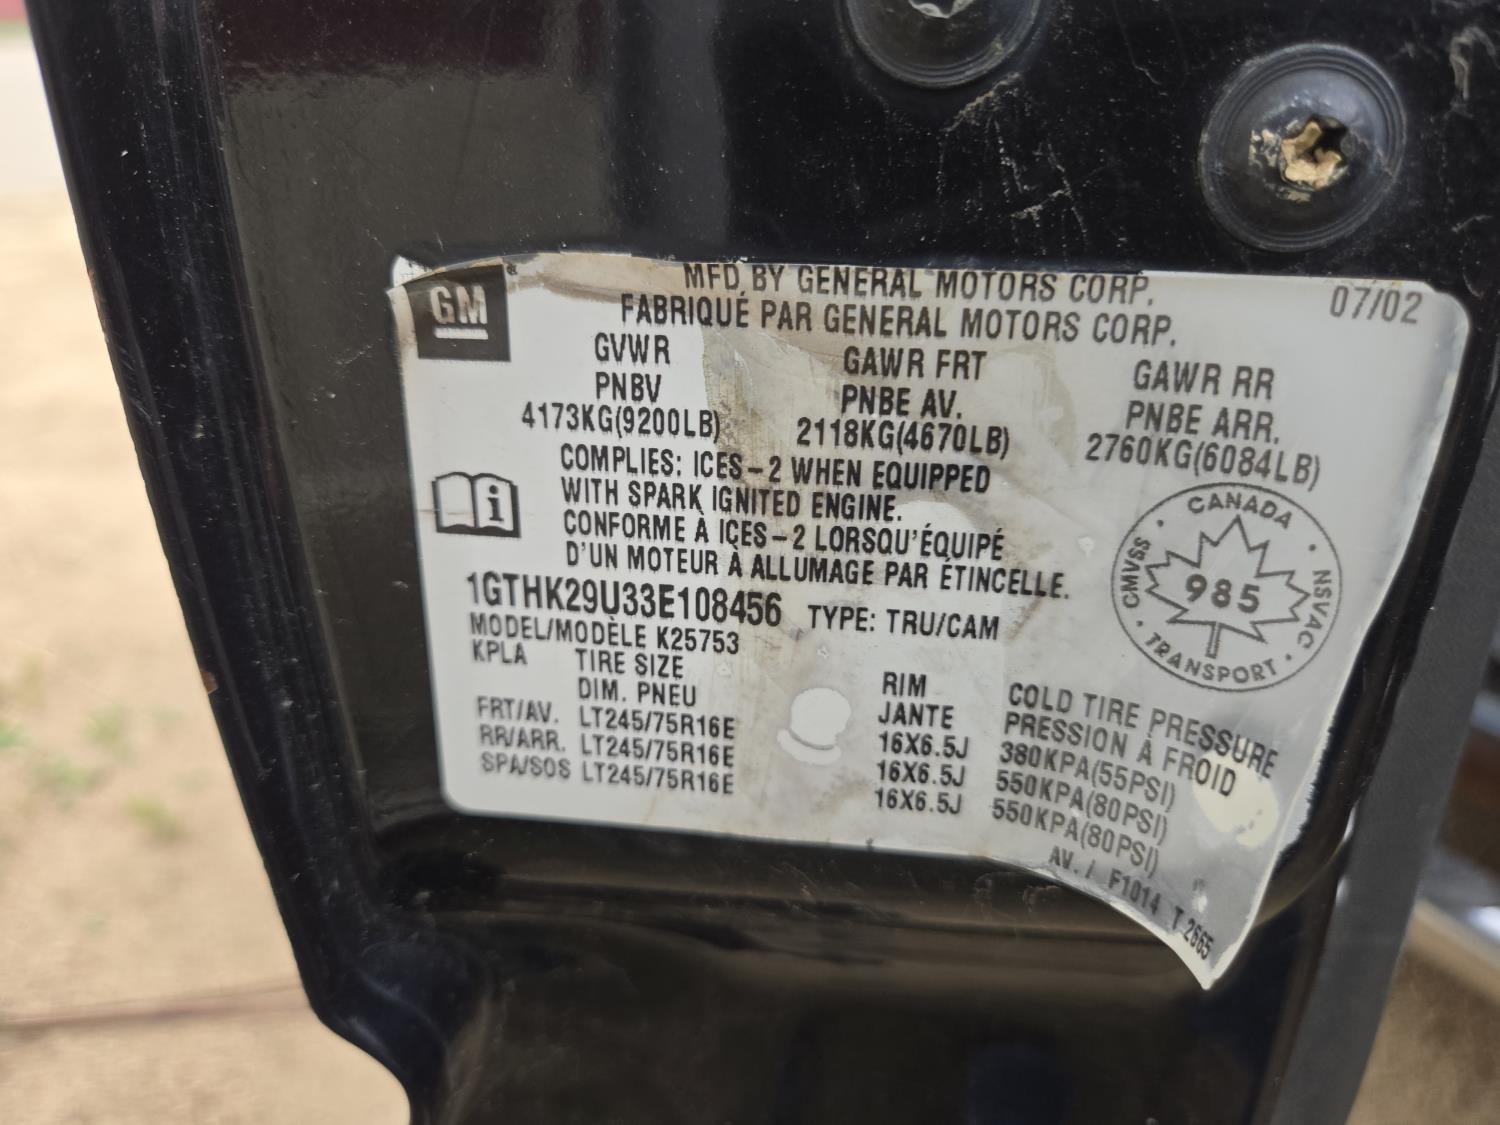 GM
MFD BY GENERAL MOTORS CORP. 07/02
FABRIQUÉ PAR GENERAL MOTORS CORP.
GVWR GAWR FRT GAWR RR
PNBV PNBE AV. PNBE ARR.
4173KG(9200LB) 2118KG(4670LB) 2760KG(6084LB)
COMPLIES: ICES-2 WHEN EQUIPPED
WITH SPARK IGNITED ENGINE.
CONFORME À ICES-2 LORSQU'ÉQUIPÉ
D'UN MOTEUR À ALLUMAGE PAR ÉTINCELLE.
CANADA
CMVSS 985 NSVAC
TRANSPORT
1GTHK29U33E108456 TYPE: TRU/CAM
MODEL/MODÈLE K25753
KPLA TIRE SIZE RIM COLD TIRE PRESSURE
DIM. PNEU JANTE PRESSION À FROID
FRT/AV. LT245/75R16E 16X6.5J 380KPA(55PSI)
RR/ARR. LT245/75R16E 16X6.5J 550KPA(80PSI)
SPA/SOS LT245/75R16E 16X6.5J 550KPA(80PSI)
AV. / F1014 T 2665